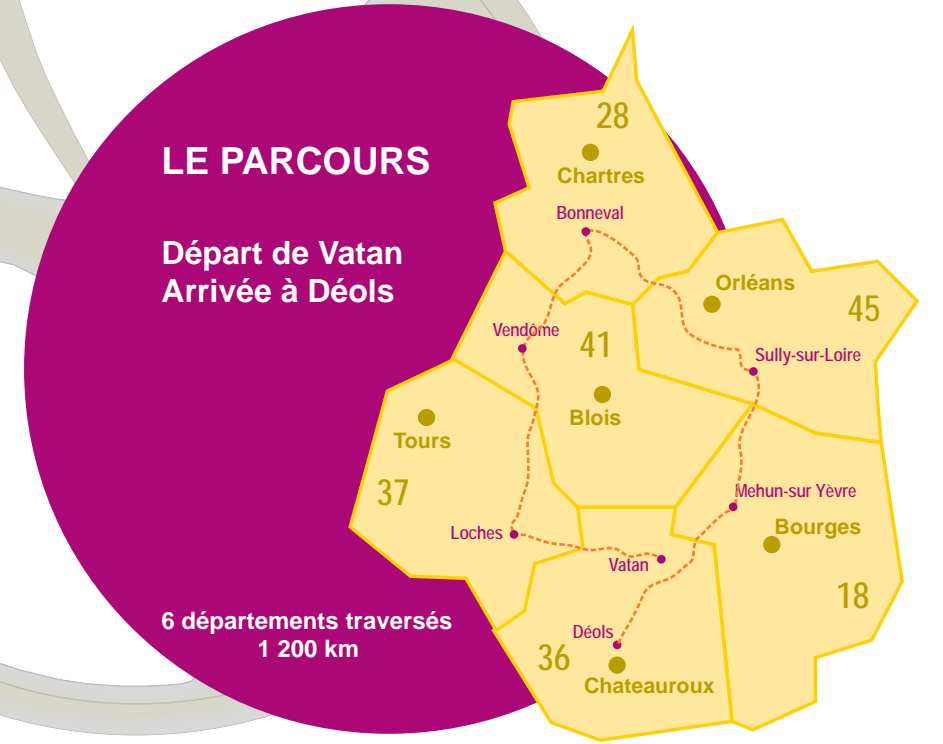 LE PARCOURS
Départ de Vatan
Arrivée à Déols
6 départements traversés
1 200 km
28
Chartres
Bonneval
Orléans
45
Vendôme
41
Sully-sur-Loire
Blois
Tours
37
Mehun-sur Yèvre
Bourges
Loches
Vatan
18
Déols
36
Chateauroux